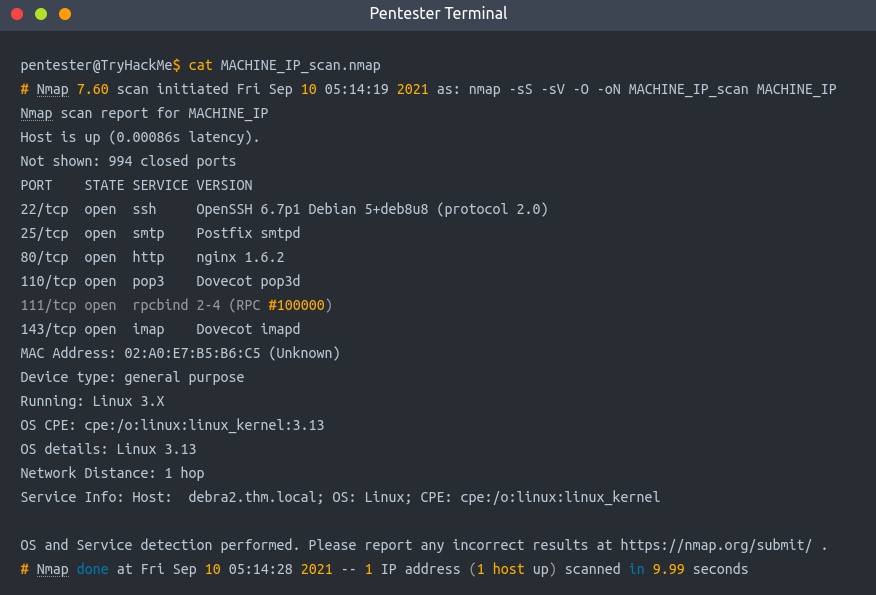 Pentester Terminal
pentester@TryHackMe$ cat MACHINE_IP_scan.nmap
# Nmap 7.60 scan initiated Fri Sep 10 05:14:19 2021 as: nmap -sS -sV -O -oN MACHINE_IP_scan MACHINE_IP
Nmap scan report for MACHINE_IP
Host is up (0.00086s latency).
Not shown: 994 closed ports
PORT    STATE SERVICE VERSION
22/tcp  open  ssh     OpenSSH 6.7p1 Debian 5+deb8u8 (protocol 2.0)
25/tcp  open  smtp    Postfix smtpd
80/tcp  open  http    nginx 1.6.2
110/tcp open  pop3    Dovecot pop3d
111/tcp open  rpcbind 2-4 (RPC #100000)
143/tcp open  imap    Dovecot imapd
MAC Address: 02:A0:E7:B5:B6:C5 (Unknown)
Device type: general purpose
Running: Linux 3.X
OS CPE: cpe:/o:linux:linux_kernel:3.13
OS details: Linux 3.13
Network Distance: 1 hop
Service Info: Host:  debra2.thm.local; OS: Linux; CPE: cpe:/o:linux:linux_kernel
OS and Service detection performed. Please report any incorrect results at https://nmap.org/submit/ .
# Nmap done at Fri Sep 10 05:14:28 2021 -- 1 IP address (1 host up) scanned in 9.99 seconds